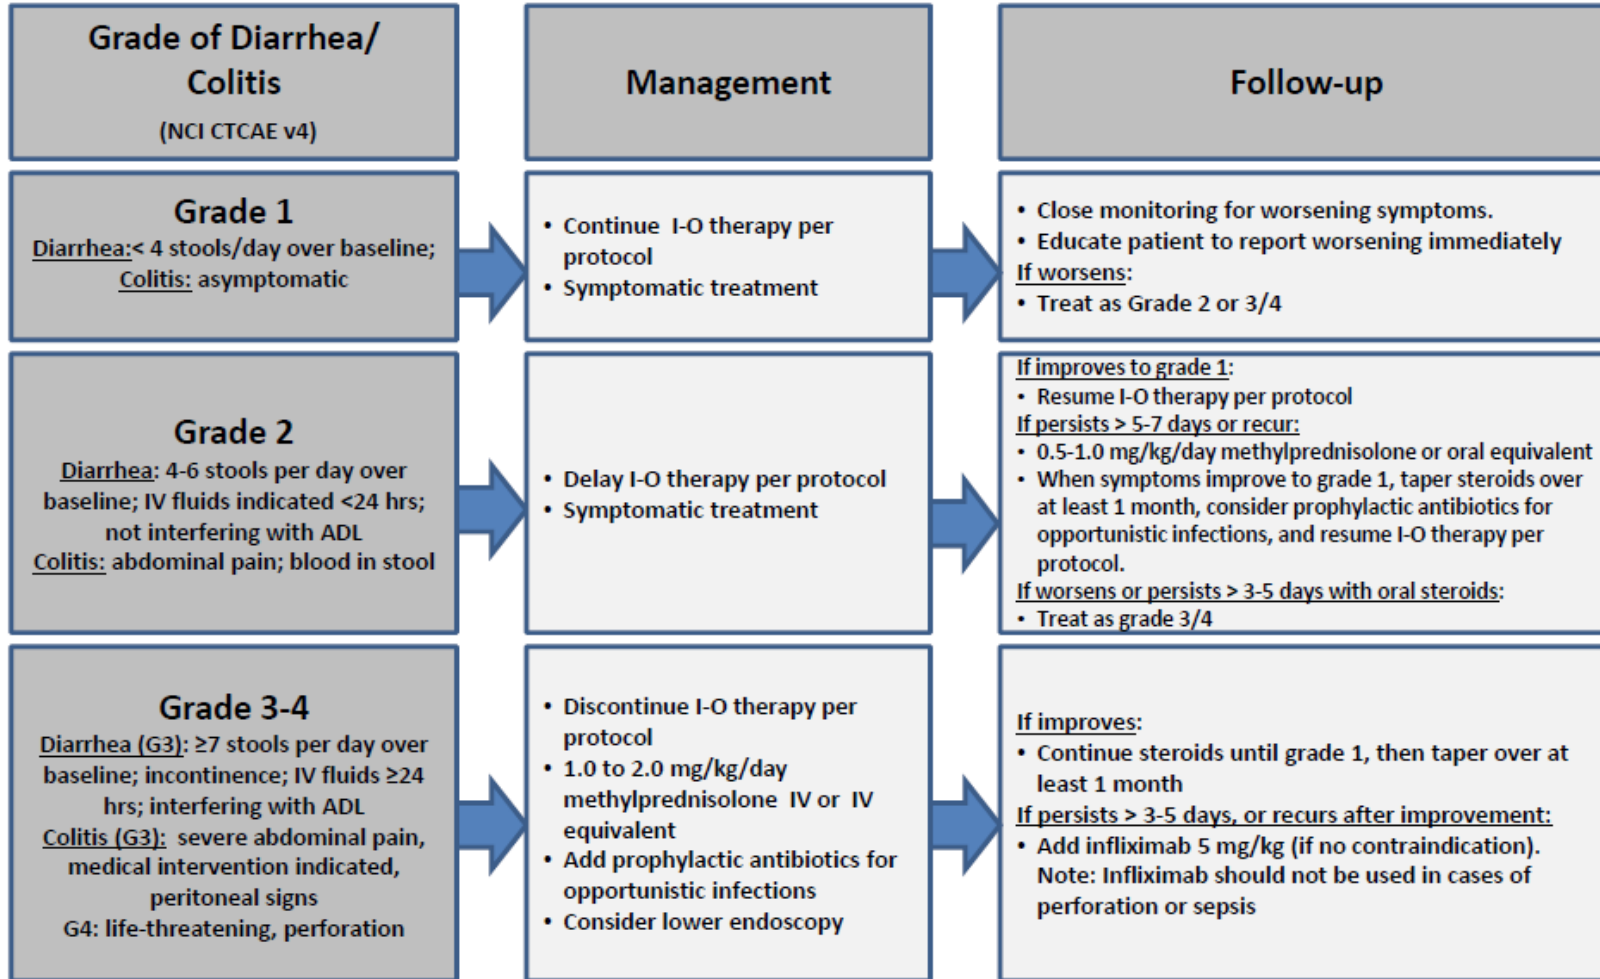 Grade of Diarrhea/
Colitis
(NCI CTCAE v4)
Management
Follow-up
Grade 1
Diarrhea:< 4 stools/day over baseline;
Colitis: asymptomatic
• Continue I-O therapy per
protocol
• Symptomatic treatment
• Close monitoring for worsening symptoms.
• Educate patient to report worsening immediately
If worsens:
• Treat as Grade 2 or 3/4
Grade 2
Diarrhea: 4-6 stools per day over
baseline; IV fluids indicated <24 hrs;
not interfering with ADL
Colitis: abdominal pain; blood in stool
• Delay I-O therapy per protocol
• Symptomatic treatment
If improves to grade 1:
• Resume I-O therapy per protocol
If persists > 5-7 days or recur:
• 0.5-1.0 mg/kg/day methylprednisolone or oral equivalent
• When symptoms improve to grade 1, taper steroids over
at least 1 month, consider prophylactic antibiotics for
opportunistic infections, and resume I-O therapy per
protocol.
If worsens or persists > 3-5 days with oral steroids:
• Treat as grade 3/4
Grade 3-4
Diarrhea (G3): ≥7 stools per day over
baseline; incontinence; IV fluids ≥24
hrs; interfering with ADL
Colitis (G3): severe abdominal pain,
medical intervention indicated,
peritoneal signs
G4: life-threatening, perforation
• Discontinue I-O therapy per
protocol
• 1.0 to 2.0 mg/kg/day
methylprednisolone IV or IV
equivalent
• Add prophylactic antibiotics for
opportunistic infections
• Consider lower endoscopy
If improves:
• Continue steroids until grade 1, then taper over at
least 1 month
If persists > 3-5 days, or recurs after improvement:
• Add infliximab 5 mg/kg (if no contraindication).
Note: Infliximab should not be used in cases of
perforation or sepsis